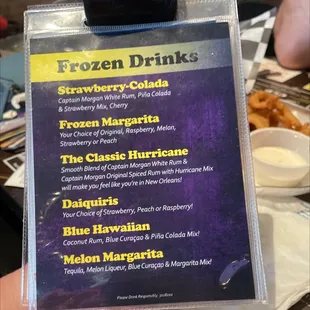 Frozen Drinks
Strawberry-Colada
Captain Morgan White Rum, Piña Colada
& Strawberry Mix, Cherry
Frozen Margarita
Your Choice of Original, Raspberry, Melon,
Strawberry or Peach
The Classic Hurricane
Smooth Blend of Captain Morgan White Rum &
Captain Morgan Original Spiced Rum with Hurricane Mix
will make you feel like you're in New Orleans!
Daiquiris
Your Choice of Strawberry, Peach or Raspberry!
Blue Hawaiian
Coconut Rum, Blue Curaçao & Piña Colada Mix!
Melon Margarita
Tequila, Melon Liqueur, Blue Curaçao & Margarita Mix!
Please Drink Responsibly